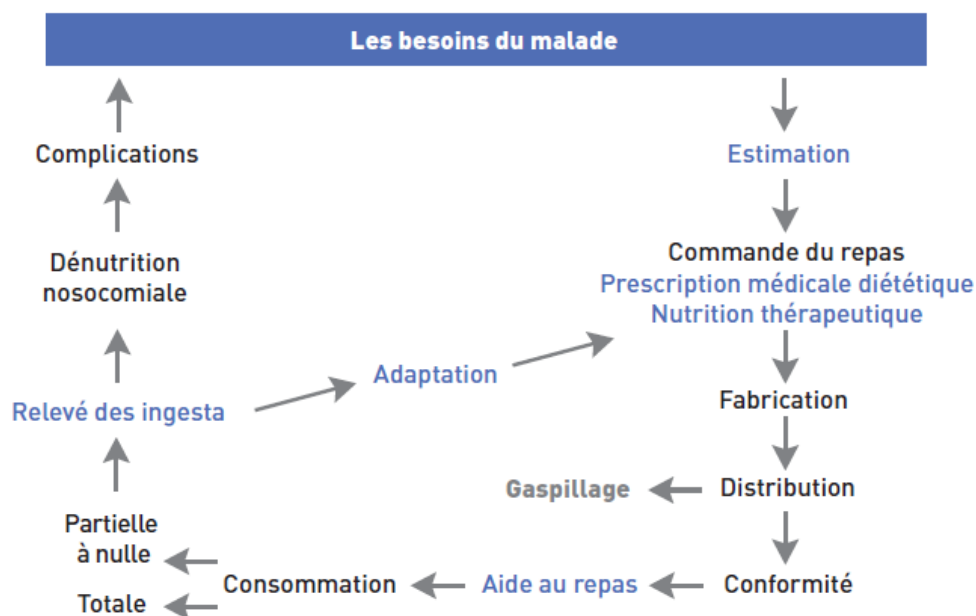 Les besoins du malade
Complications
Estimation
Dénutrition
nosocomiale
Commande du repas
Prescription médicale diététique
Nutrition thérapeutique
Adaptation
Relevé des ingesta
Fabrication
Gaspillage
Distribution
Partielle
à nulle
Totale
Consommation
Aide au repas
Conformité